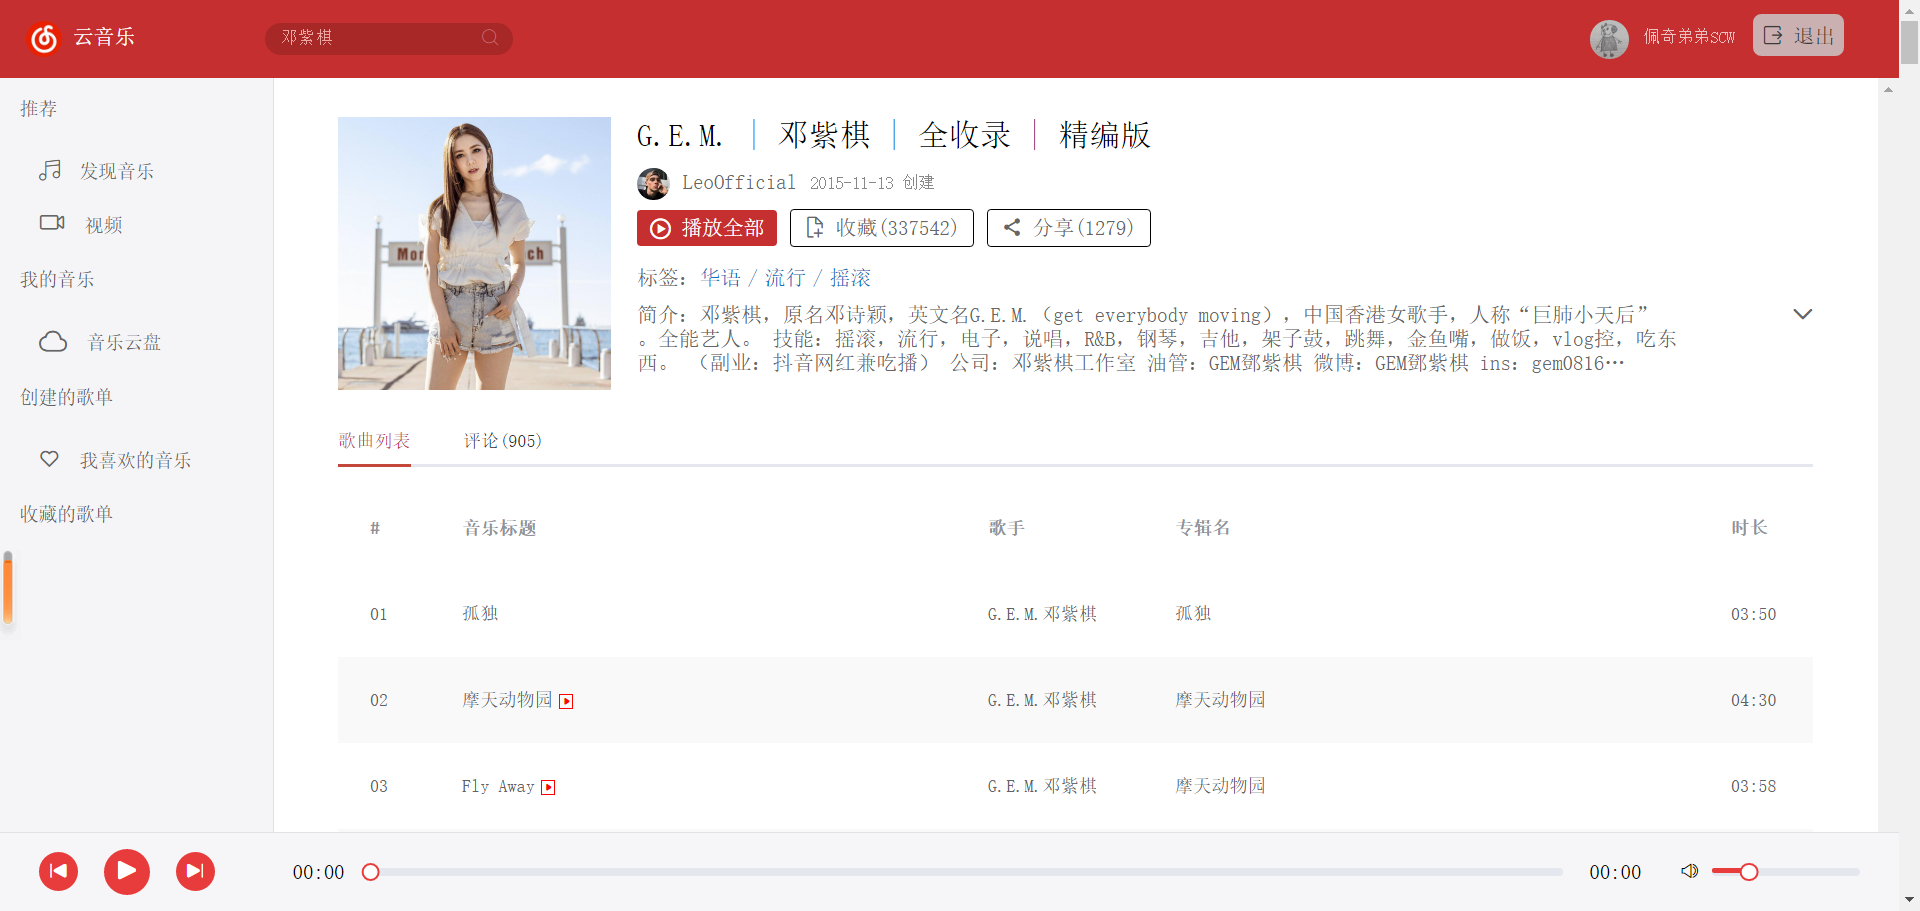 云音乐
邓紫棋
佩奇弟弟SCW
退出
推荐
发现音乐
视频
我的音乐
音乐云盘
创建的歌单
我喜欢的音乐
收藏的歌单
Mor ch
G.E.M. | 邓紫棋 | 全收录 | 精编版
LeoOfficial 2015-11-13 创建
播放全部 收藏(337542) 分享(1279)
标签：华语 / 流行 / 摇滚
简介：邓紫棋，原名邓诗颖，英文名G.E.M.（get everybody moving），中国香港女歌手，人称“巨肺小天后”
。全能艺人。 技能：摇滚，流行，电子，说唱，R&B，钢琴，吉他，架子鼓，跳舞，金鱼嘴，做饭，vlog控，吃东
西。 （副业：抖音网红兼吃播） 公司：邓紫棋工作室 油管：GEM鄧紫棋 微博：GEM鄧紫棋 ins：gem0816…
歌曲列表 评论(905)
# 音乐标题 歌手 专辑名 时长
01 孤独 G.E.M.邓紫棋 孤独 03:50
02 摩天动物园 G.E.M.邓紫棋 摩天动物园 04:30
03 Fly Away G.E.M.邓紫棋 摩天动物园 03:58
00:00 00:00